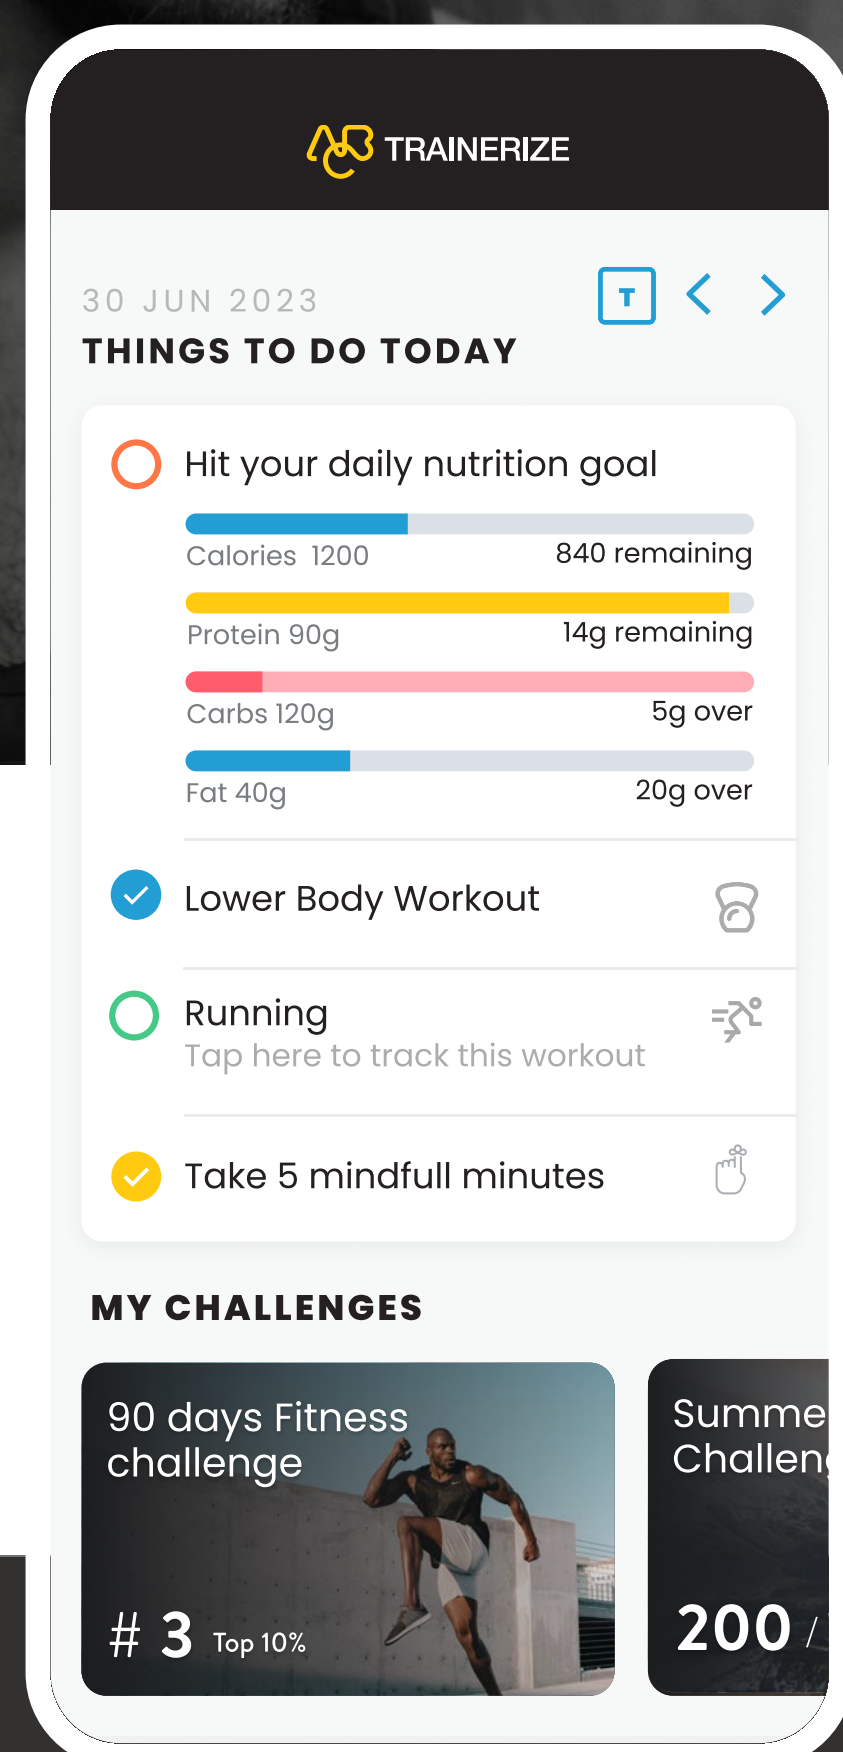 ABC TRAINERIZE
30 JUN 2023
T
THINGS TO DO TODAY
Hit your daily nutrition goal
Calories 1200 840 remaining
Protein 90g 14g remaining
Carbs 120g 5g over
Fat 40g 20g over
Lower Body Workout
Running
Tap here to track this workout
Take 5 mindfull minutes
MY CHALLENGES
90 days Fitness
challenge
# 3 Top 10%
Summe
Challen
200 /